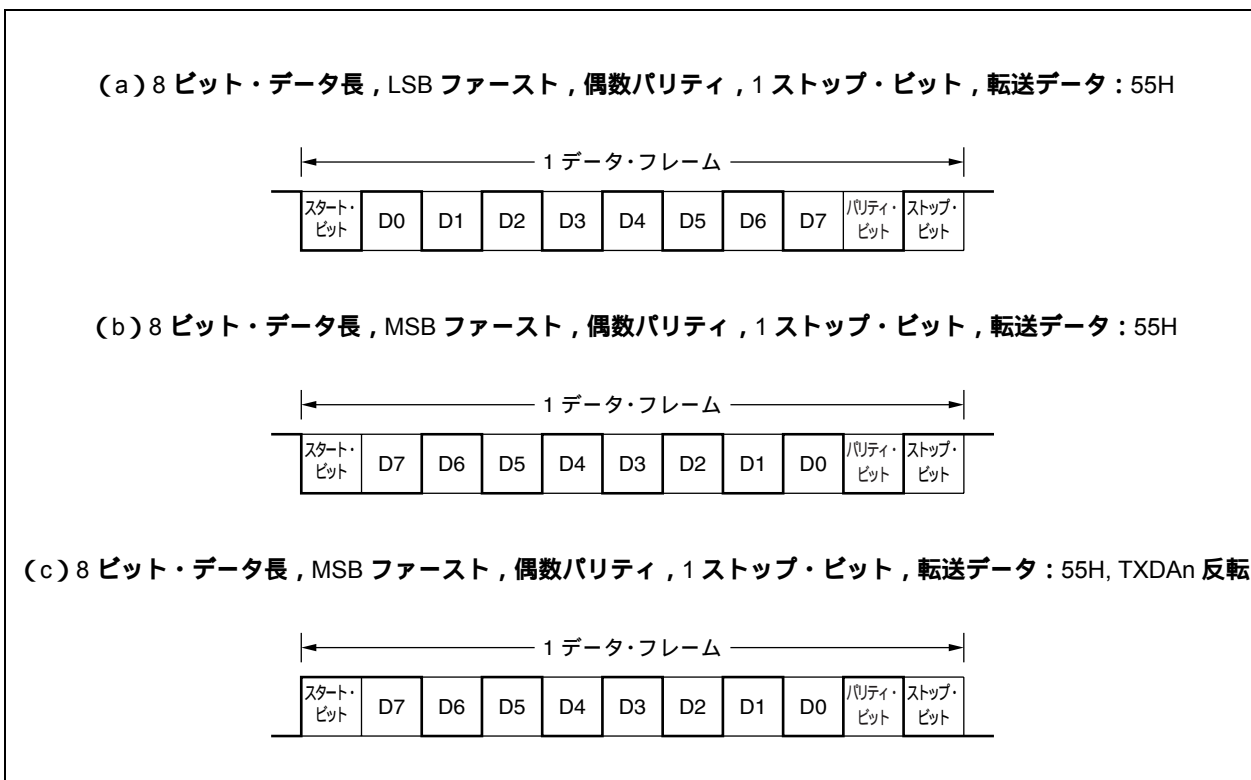 (a)8 ビット・データ長,LSB ファースト,偶数パリティ,1 ストップ・ビット,転送データ:55H
1 データ・フレーム
スタート・ビット D0 D1 D2 D3 D4 D5 D6 D7 パリティ・ビット ストップ・ビット
(b)8 ビット・データ長,MSB ファースト,偶数パリティ,1 ストップ・ビット,転送データ:55H
1 データ・フレーム
スタート・ビット D7 D6 D5 D4 D3 D2 D1 D0 パリティ・ビット ストップ・ビット
(c)8 ビット・データ長,MSB ファースト,偶数パリティ,1 ストップ・ビット,転送データ:55H, TXDAn 反転
1 データ・フレーム
スタート・ビット D7 D6 D5 D4 D3 D2 D1 D0 パリティ・ビット ストップ・ビット